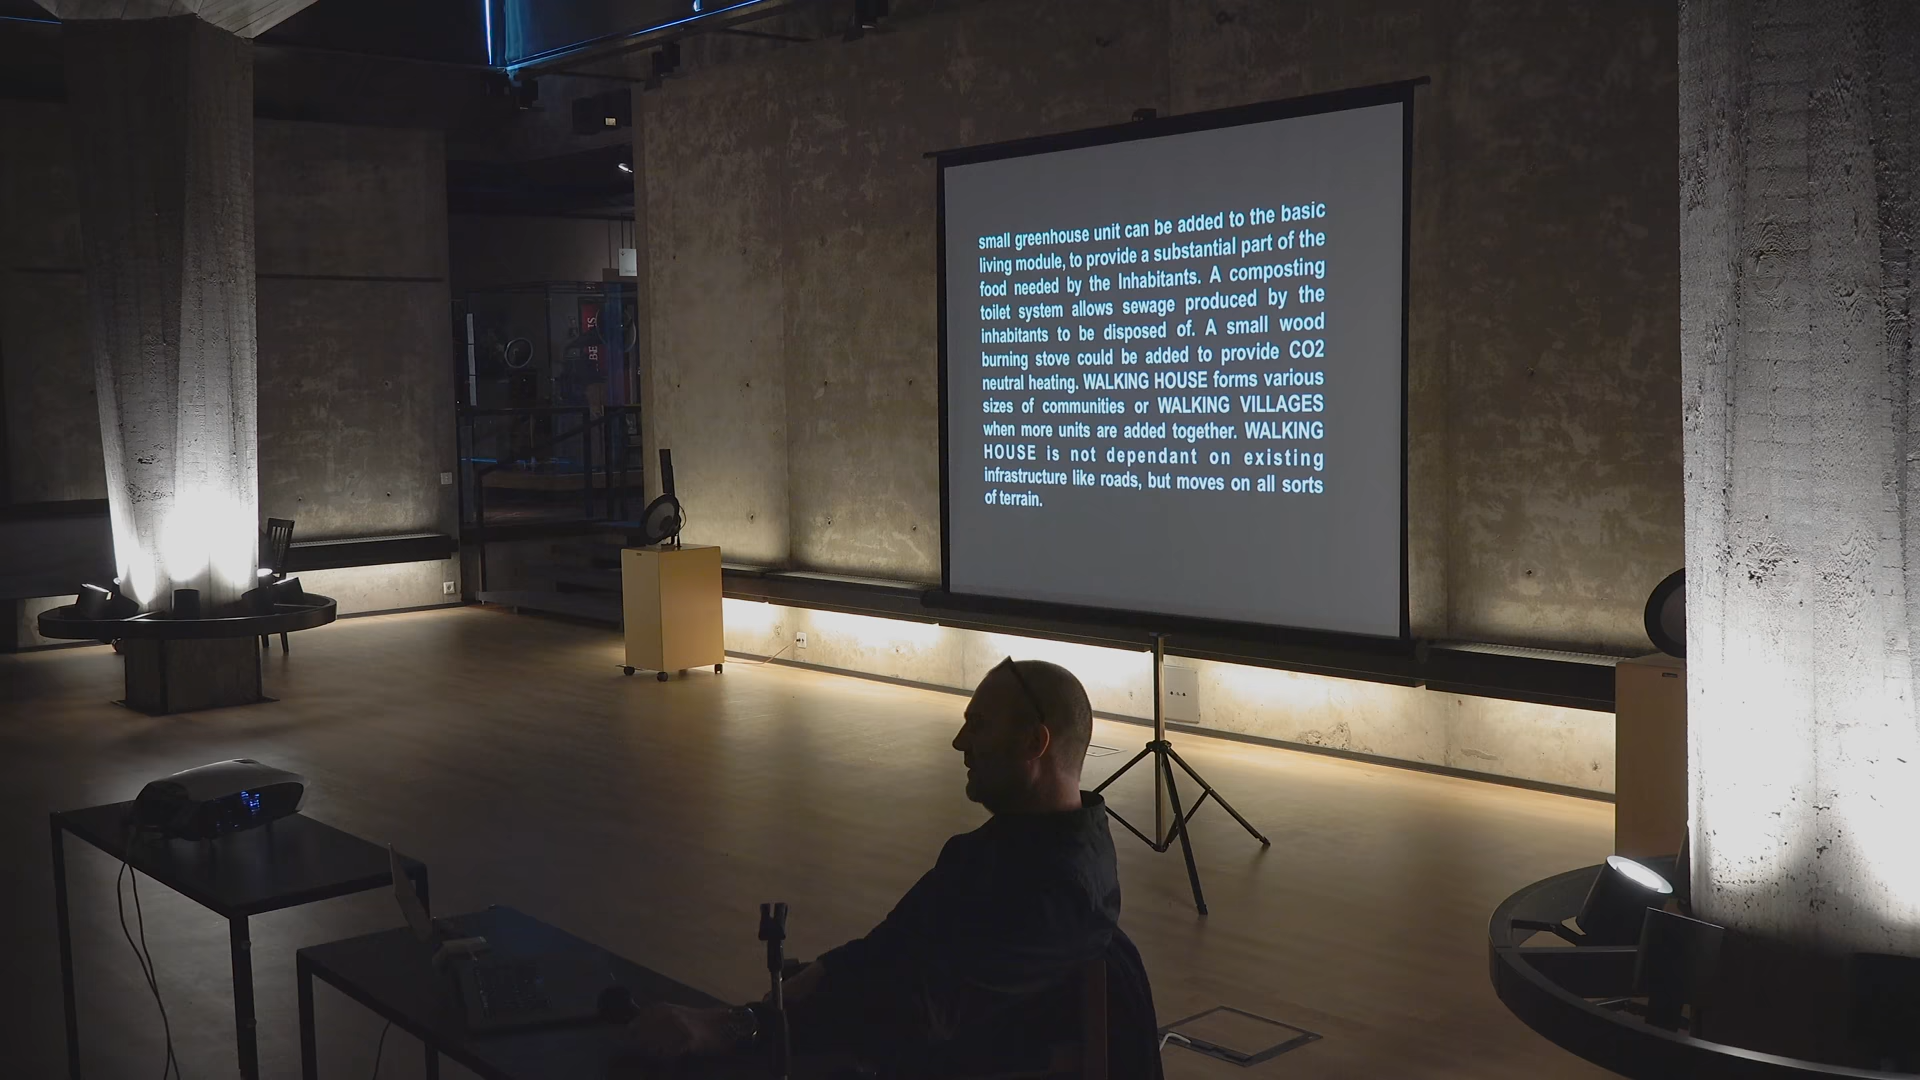 small greenhouse unit can be added to the basic
living module, to provide a substantial part of the
food needed by the Inhabitants. A composting
toilet system allows sewage produced by the
inhabitants to be disposed of. A small wood
burning stove could be added to provide CO2
neutral heating. WALKING HOUSE forms various
sizes of communities or WALKING VILLAGES
when more units are added together. WALKING
HOUSE is not dependant on existing
infrastructure like roads, but moves on all sorts
of terrain.